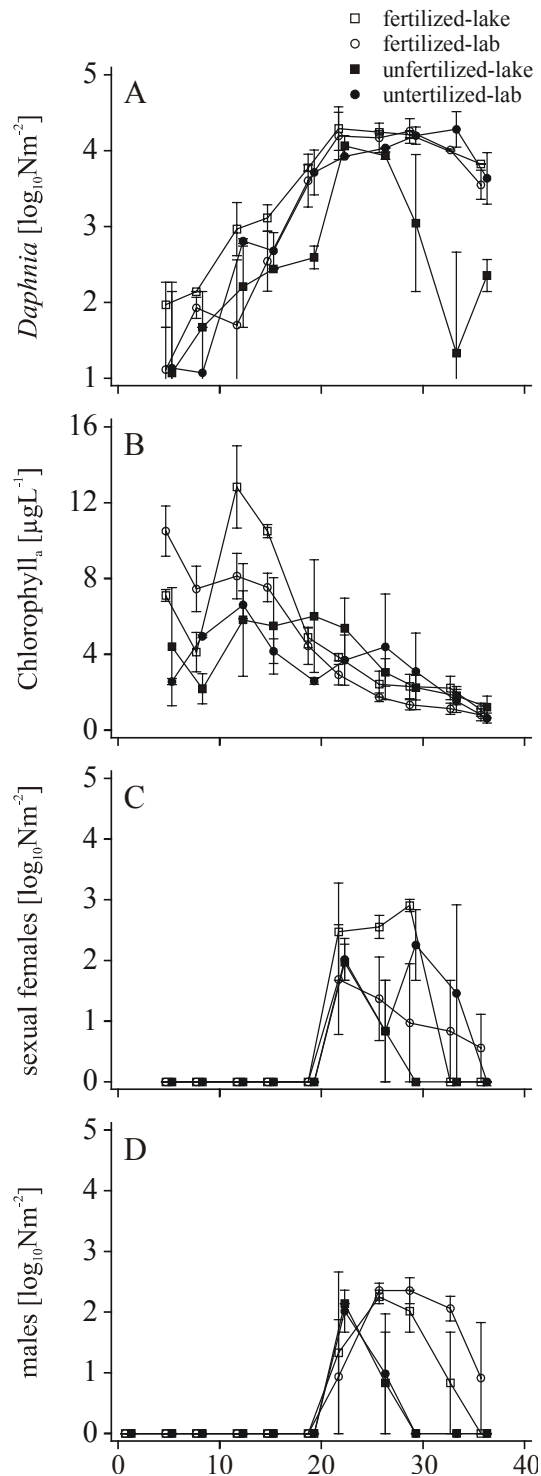 fertilized-lake
fertilized-lab
unfertilized-lake
untertilized-lab
A
5
4
3
2
1
Daphnia [log₁₀Nm⁻²]
B
16
12
8
4
0
Chlorophyllₐ [µgL⁻¹]
C
5
4
3
2
1
0
sexual females [log₁₀Nm⁻²]
D
5
4
3
2
1
0
males [log₁₀Nm⁻²]
0 10 20 30 40